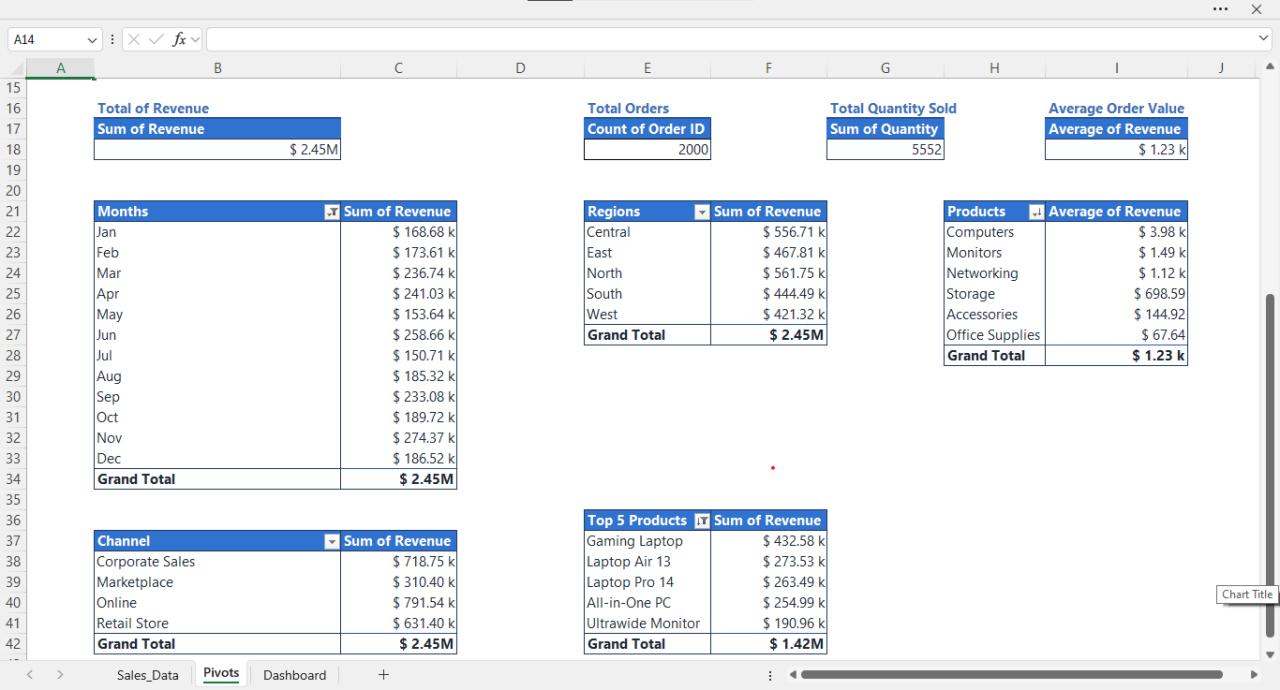 A14 fx
A B C D E F G H I J
15
16 Total of Revenue Total Orders Total Quantity Sold Average Order Value
17 Sum of Revenue Count of Order ID Sum of Quantity Average of Revenue
18 $ 2.45M 2000 5552 $ 1.23 k
19
20
21 Months Sum of Revenue Regions Sum of Revenue Products Average of Revenue
22 Jan $ 168.68 k Central $ 556.71 k Computers $ 3.98 k
23 Feb $ 173.61 k East $ 467.81 k Monitors $ 1.49 k
24 Mar $ 236.74 k North $ 561.75 k Networking $ 1.12 k
25 Apr $ 241.03 k South $ 444.49 k Storage $ 698.59
26 May $ 153.64 k West $ 421.32 k Accessories $ 144.92
27 Jun $ 258.66 k Grand Total $ 2.45M Office Supplies $ 67.64
28 Jul $ 150.71 k Grand Total $ 1.23 k
29 Aug $ 185.32 k
30 Sep $ 233.08 k
31 Oct $ 189.72 k
32 Nov $ 274.37 k
33 Dec $ 186.52 k
34 Grand Total $ 2.45M
35
36 Top 5 Products Sum of Revenue
37 Channel Sum of Revenue Gaming Laptop $ 432.58 k
38 Corporate Sales $ 718.75 k Laptop Air 13 $ 273.53 k
39 Marketplace $ 310.40 k Laptop Pro 14 $ 263.49 k
40 Online $ 791.54 k All-in-One PC $ 254.99 k
41 Retail Store $ 631.40 k Ultrawide Monitor $ 190.96 k
42 Grand Total $ 2.45M Grand Total $ 1.42M
Chart Title
Sales_Data Pivots Dashboard